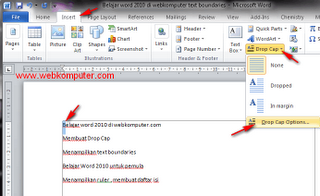 Belajar word 2010 di webkomputer text boundaries - Microsoft Word
File Home Insert Page Layout References Mailings Review View Add-Ins Chemistry
Pages
Table
Tables
Picture
Clip Art
Shapes
SmartArt
Chart
Screenshot
Illustrations
Links
Header
Footer
Page Number
Text Box
Quick Parts
WordArt
Drop Cap
None
Dropped
In margin
Drop Cap Options...
www.webkomputer.com
Belajar word 2010 di webkomputer.com
Membuat Drop Cap
Menampilkan text boundaries
Belajar Word 2010 untuk pemula
Menampilkan ruler , membuat daftar isi